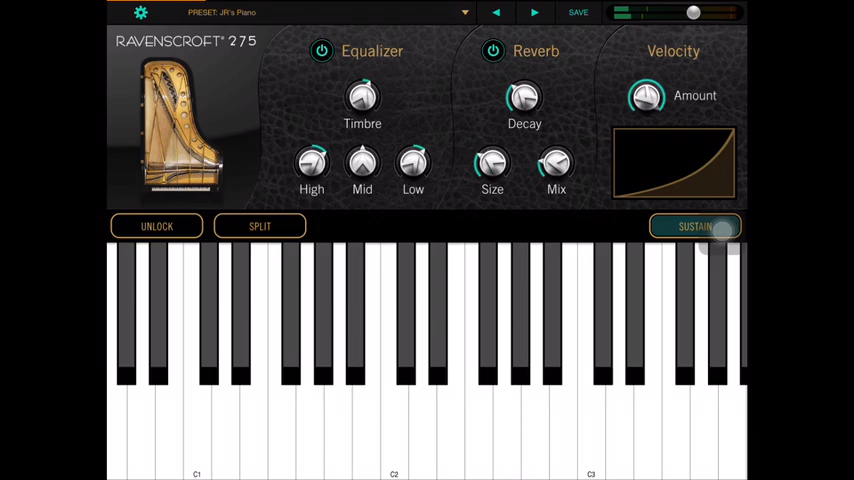 PRESET: JR's Piano
SAVE
RAVENSCROFT® 275
Equalizer
Reverb
Velocity
Timbre
Decay
Amount
High
Mid
Low
Size
Mix
UNLOCK
SPLIT
SUSTAIN
C1
C2
C3